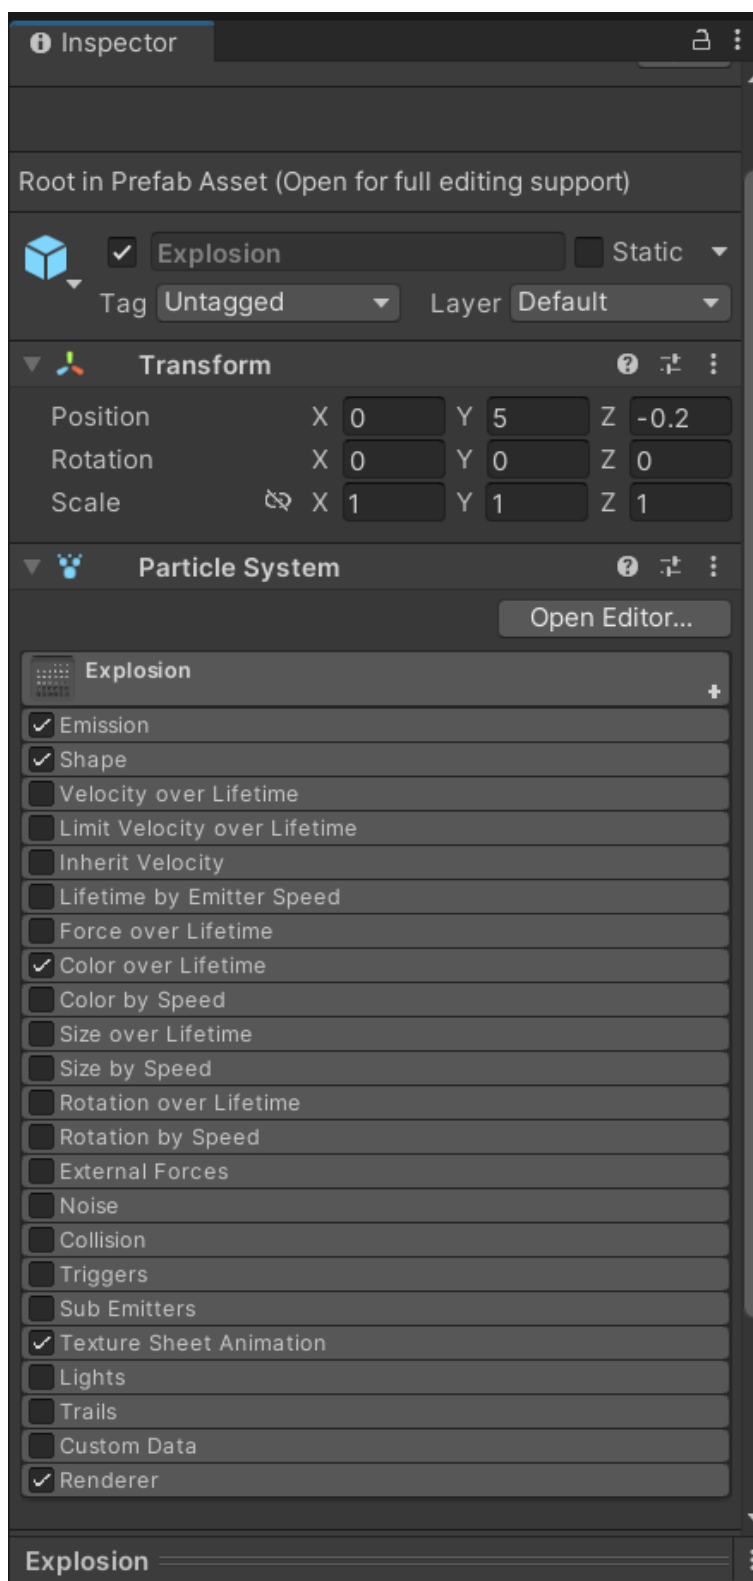 Inspector
Root in Prefab Asset (Open for full editing support)
Explosion Static
Tag Untagged Layer Default
Transform
Position X 0 Y 5 Z -0.2
Rotation X 0 Y 0 Z 0
Scale X 1 Y 1 Z 1
Particle System
Open Editor...
Explosion
Emission
Shape
Velocity over Lifetime
Limit Velocity over Lifetime
Inherit Velocity
Lifetime by Emitter Speed
Force over Lifetime
Color over Lifetime
Color by Speed
Size over Lifetime
Size by Speed
Rotation over Lifetime
Rotation by Speed
External Forces
Noise
Collision
Triggers
Sub Emitters
Texture Sheet Animation
Lights
Trails
Custom Data
Renderer
Explosion